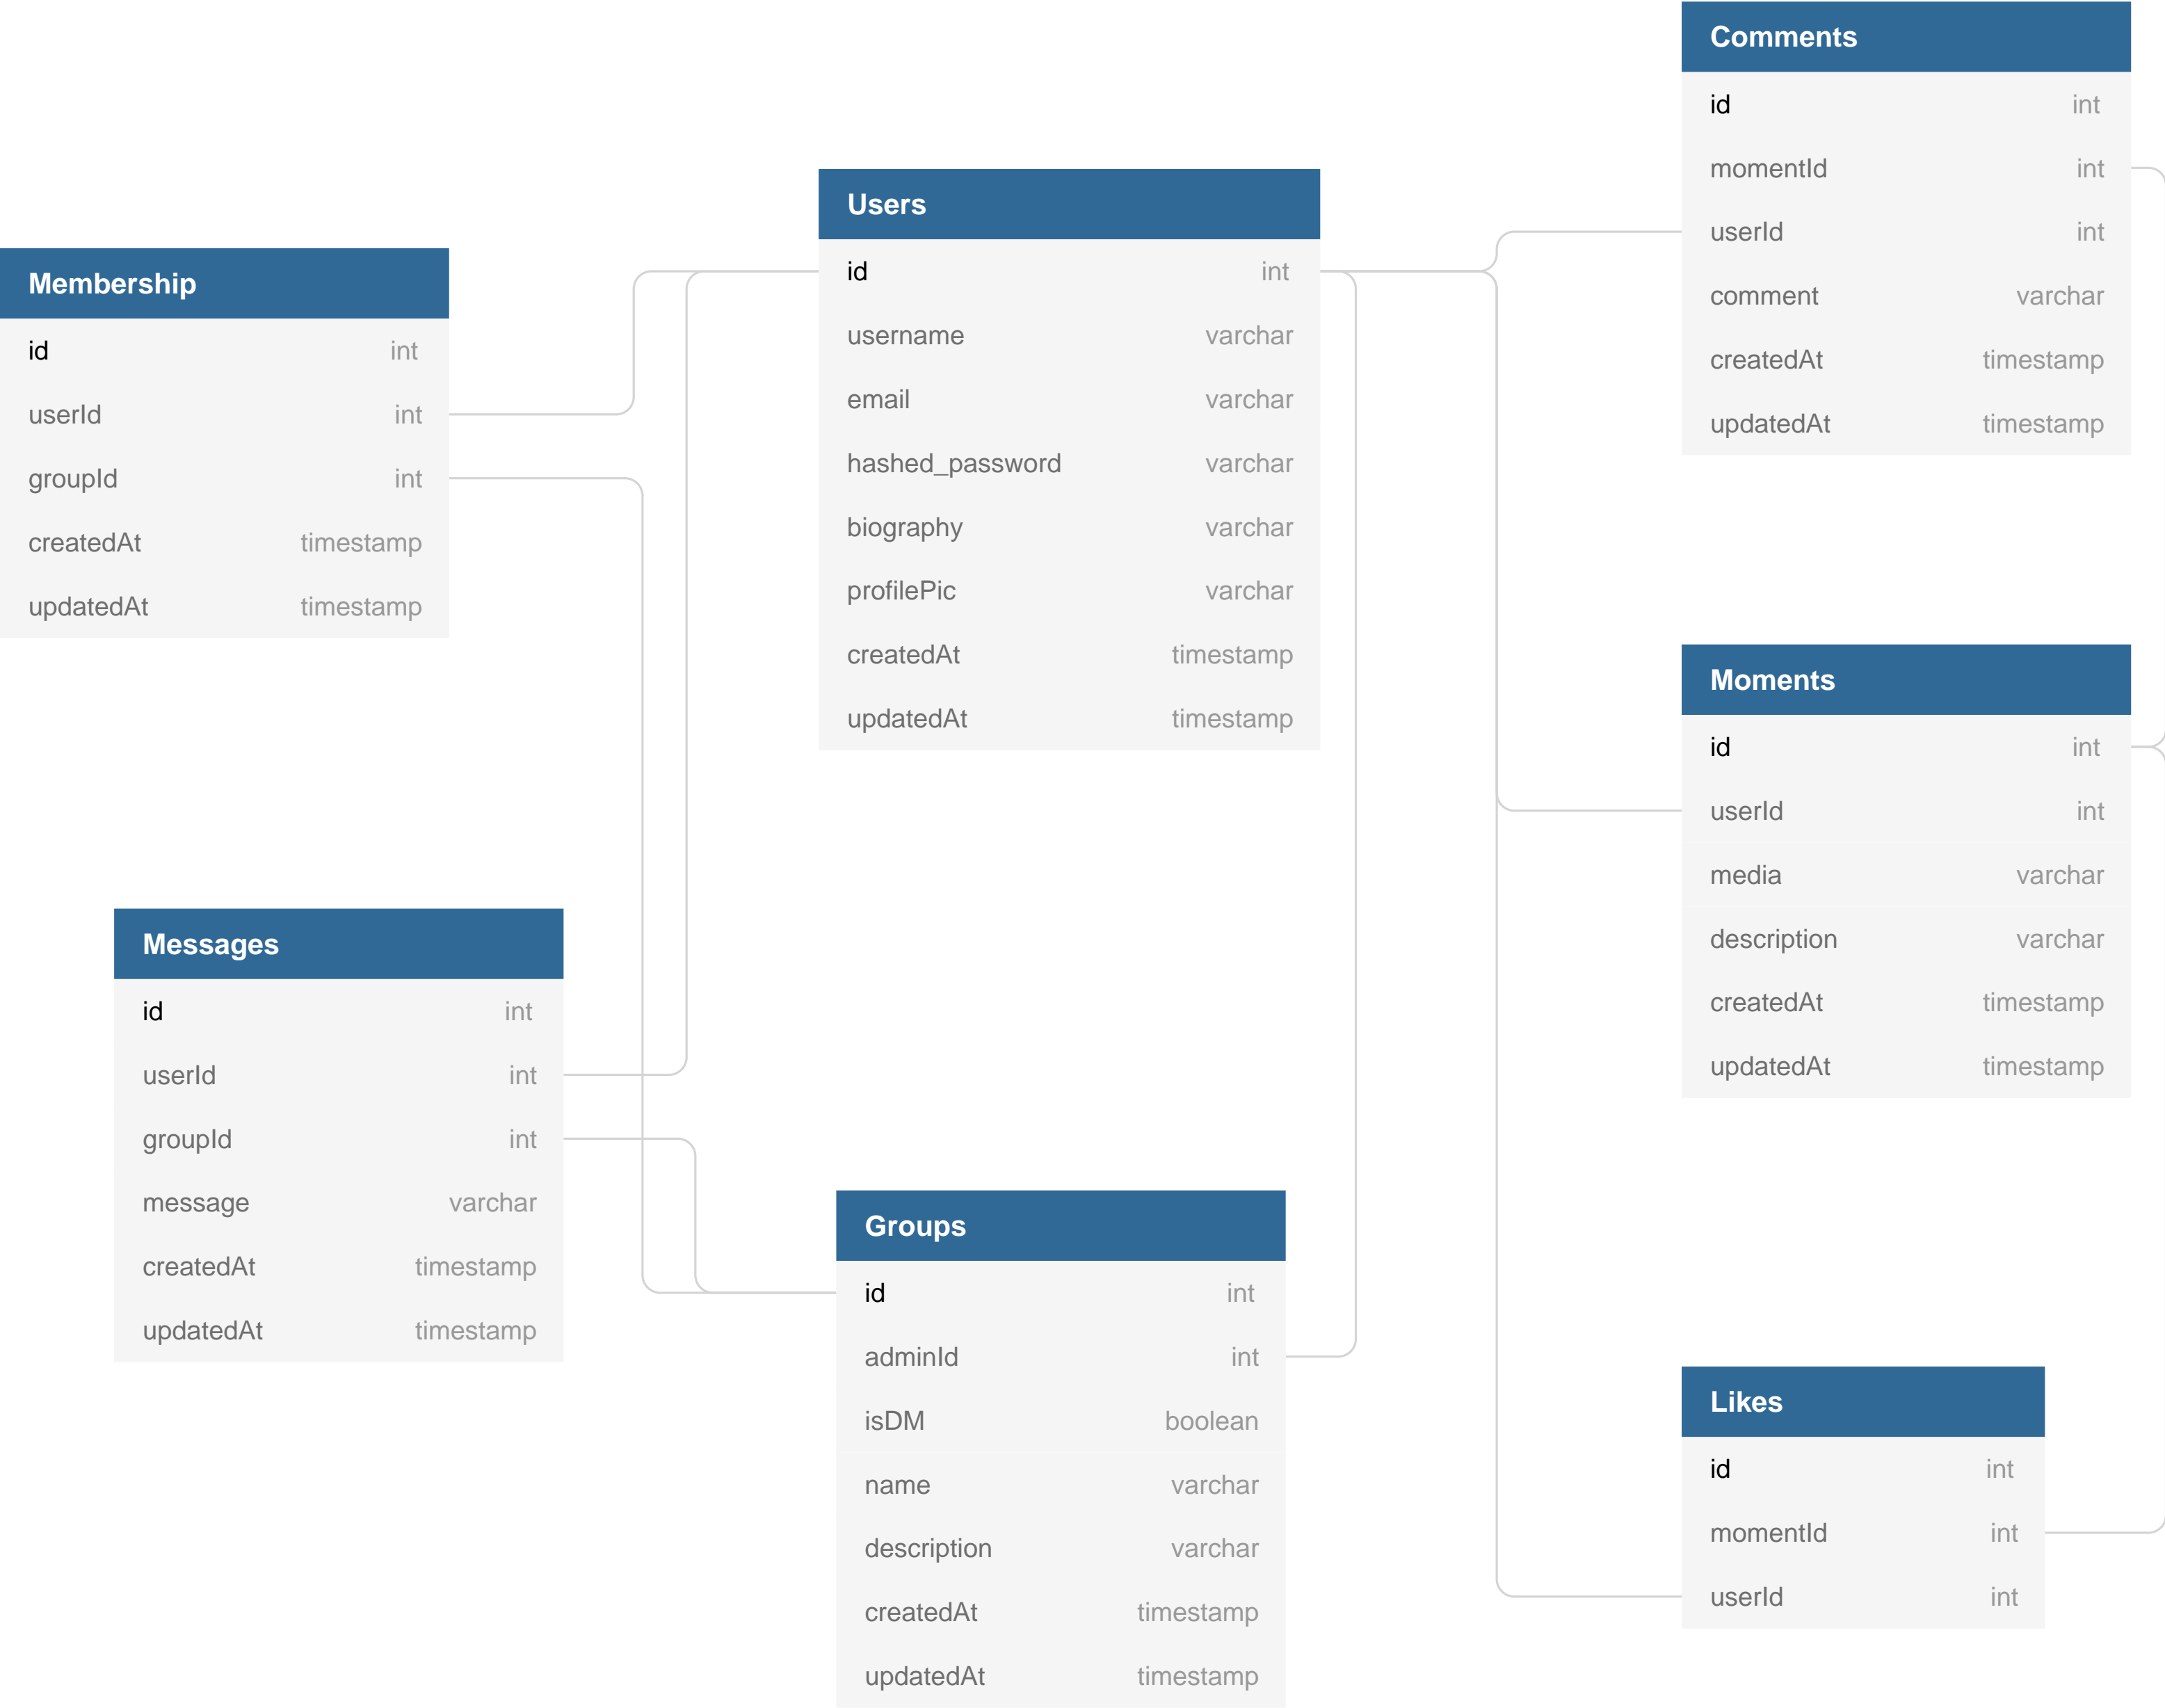 Comments
id int
momentId int
userId int
comment varchar
createdAt timestamp
updatedAt timestamp
Users
id int
username varchar
email varchar
hashed_password varchar
biography varchar
profilePic varchar
createdAt timestamp
updatedAt timestamp
Membership
id int
userId int
groupId int
createdAt timestamp
updatedAt timestamp
Moments
id int
userId int
media varchar
description varchar
createdAt timestamp
updatedAt timestamp
Messages
id int
userId int
groupId int
message varchar
createdAt timestamp
updatedAt timestamp
Groups
id int
adminId int
isDM boolean
name varchar
description varchar
createdAt timestamp
updatedAt timestamp
Likes
id int
momentId int
userId int